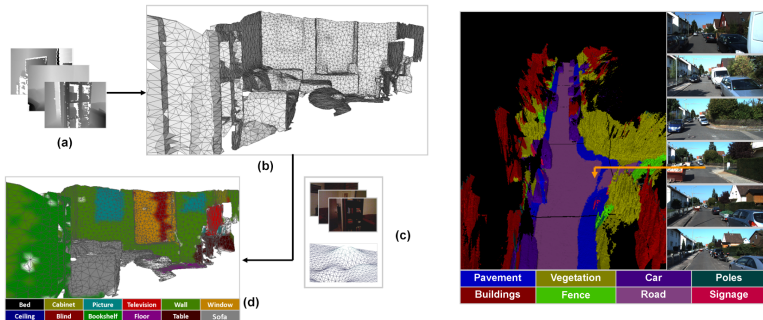 (a)
(b)
(c)
(d)
Bed Cabinet Picture Television Wall Window
Ceiling Blind Bookshelf Floor Table Sofa
Pavement Vegetation Car Poles
Buildings Fence Road Signage